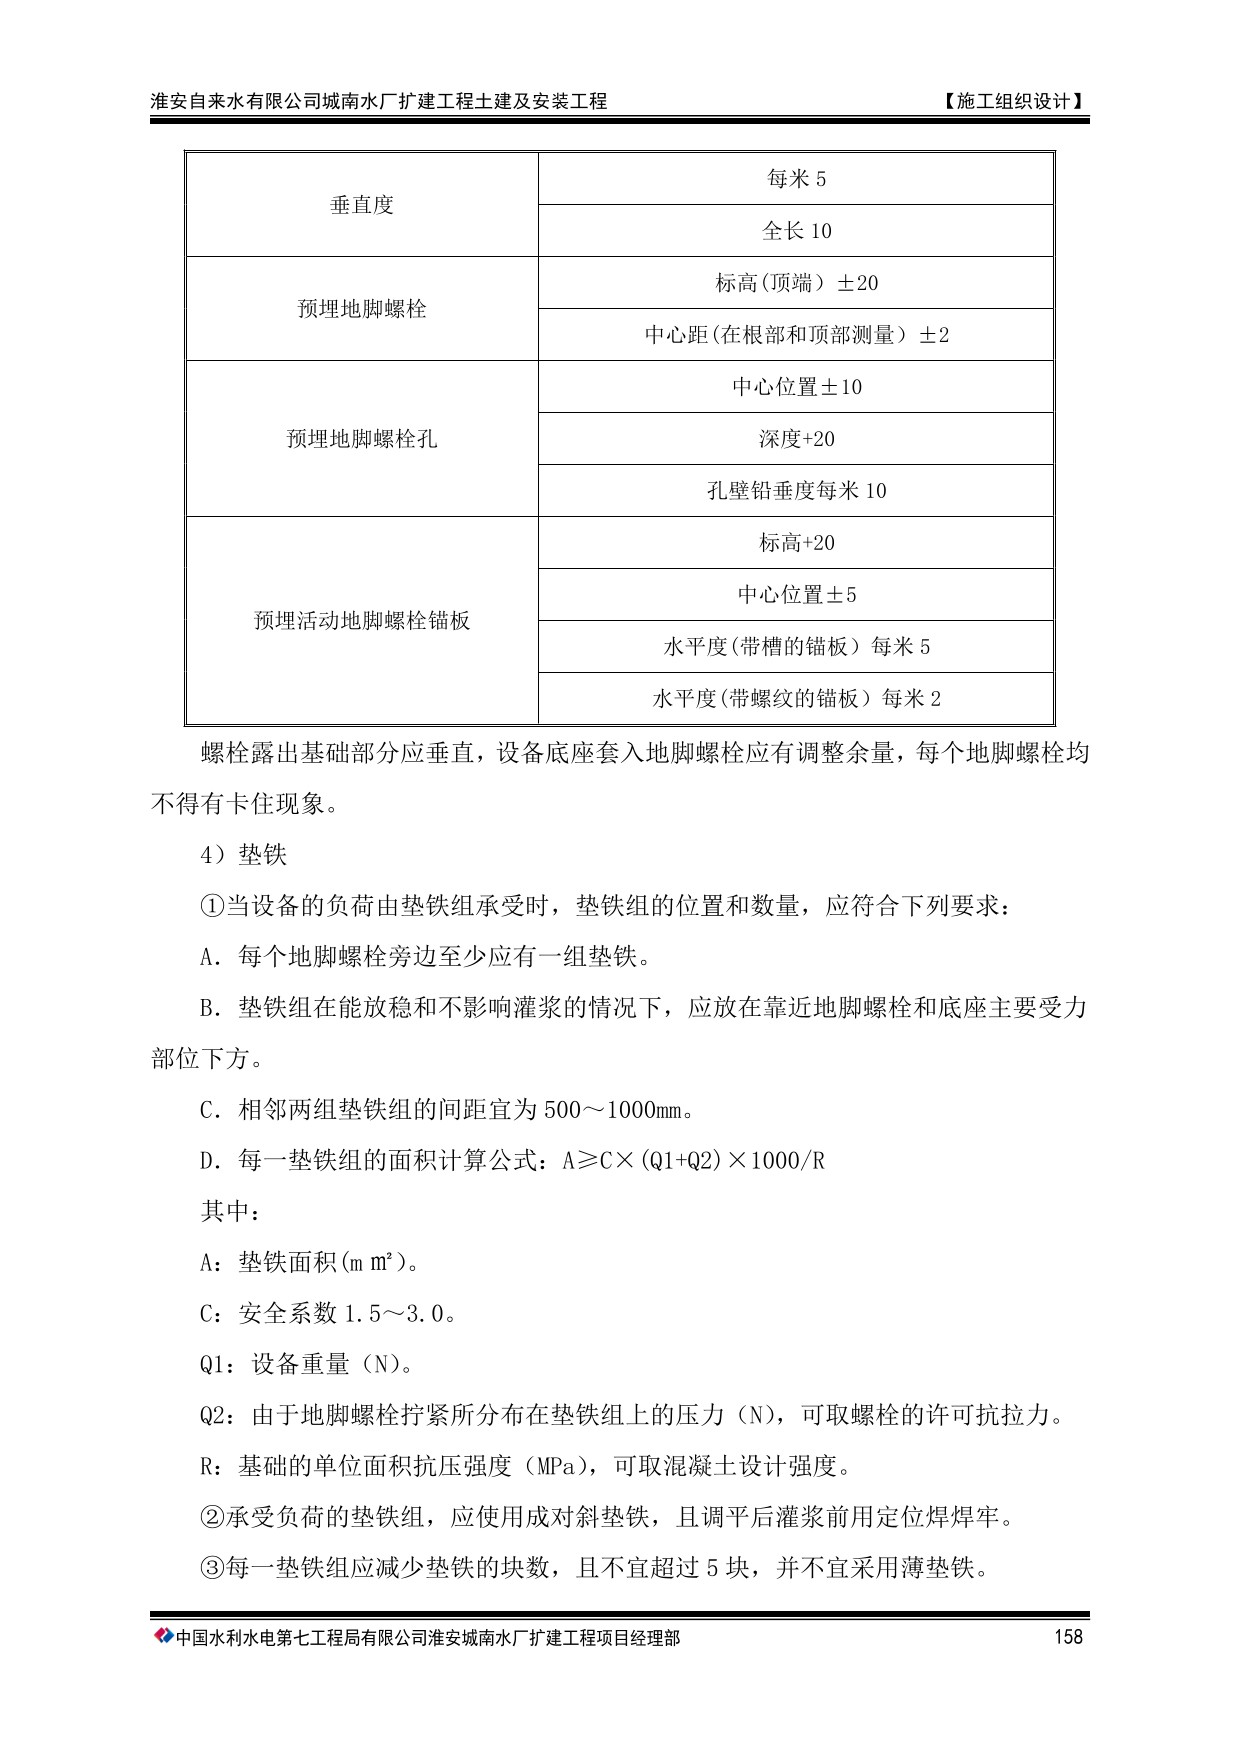 淮安自来水有限公司城南水厂扩建工程土建及安装工程 【施工组织设计】
垂直度
每米 5
全长 10
预埋地脚螺栓
标高(顶端）±20
中心距(在根部和顶部测量）±2
预埋地脚螺栓孔
中心位置±10
深度+20
孔壁铅垂度每米 10
预埋活动地脚螺栓锚板
标高+20
中心位置±5
水平度(带槽的锚板）每米 5
水平度(带螺纹的锚板）每米 2
螺栓露出基础部分应垂直，设备底座套入地脚螺栓应有调整余量，每个地脚螺栓均
不得有卡住现象。
4）垫铁
①当设备的负荷由垫铁组承受时，垫铁组的位置和数量，应符合下列要求：
A．每个地脚螺栓旁边至少应有一组垫铁。
B．垫铁组在能放稳和不影响灌浆的情况下，应放在靠近地脚螺栓和底座主要受力
部位下方。
C．相邻两组垫铁组的间距宜为 500～1000mm。
D．每一垫铁组的面积计算公式：A≥C×(Q1+Q2)×1000/R
其中：
A：垫铁面积(m ㎡)。
C：安全系数 1.5～3.0。
Q1：设备重量（N）。
Q2：由于地脚螺栓拧紧所分布在垫铁组上的压力（N），可取螺栓的许可抗拉力。
R：基础的单位面积抗压强度（MPa），可取混凝土设计强度。
②承受负荷的垫铁组，应使用成对斜垫铁，且调平后灌浆前用定位焊焊牢。
③每一垫铁组应减少垫铁的块数，且不宜超过 5 块，并不宜采用薄垫铁。
中国水利水电第七工程局有限公司淮安城南水厂扩建工程项目经理部 158